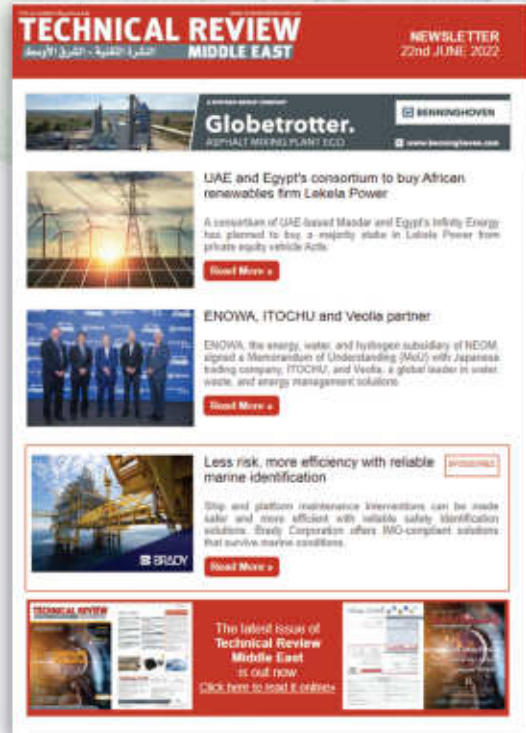 TECHNICAL REVIEW
النشرة التقنية - الشرق الأوسط MIDDLE EAST
NEWSLETTER
22nd JUNE 2022
Globetrotter.
ASPHALT MIXING PLANT ECO
BENNINGHOVEN
www.benninghoven.com
UAE and Egypt's consortium to buy African
renewables firm Lekela Power
A consortium of UAE-based Masdar and Egypt's Infinity Energy
has planned to buy a majority stake in Lekela Power from
private equity vehicle Actis.
Read More »
ENOWA, ITOCHU and Veolia partner
ENOWA, the energy, water, and hydrogen subsidiary of NEOM,
signed a Memorandum of Understanding (MoU) with Japanese
trading company, ITOCHU, and Veolia, a global leader in water,
waste, and energy management solutions.
Read More »
Less risk, more efficiency with reliable
marine identification
SPONSORED
Ship and platform maintenance interventions can be made
safer and more efficient with reliable safety identification
solutions. Brady Corporation offers IMO-compliant solutions
that survive marine conditions.
BRADY
Read More »
TECHNICAL REVIEW
The latest issue of
Technical Review
Middle East
is out now
Click here to read it online»